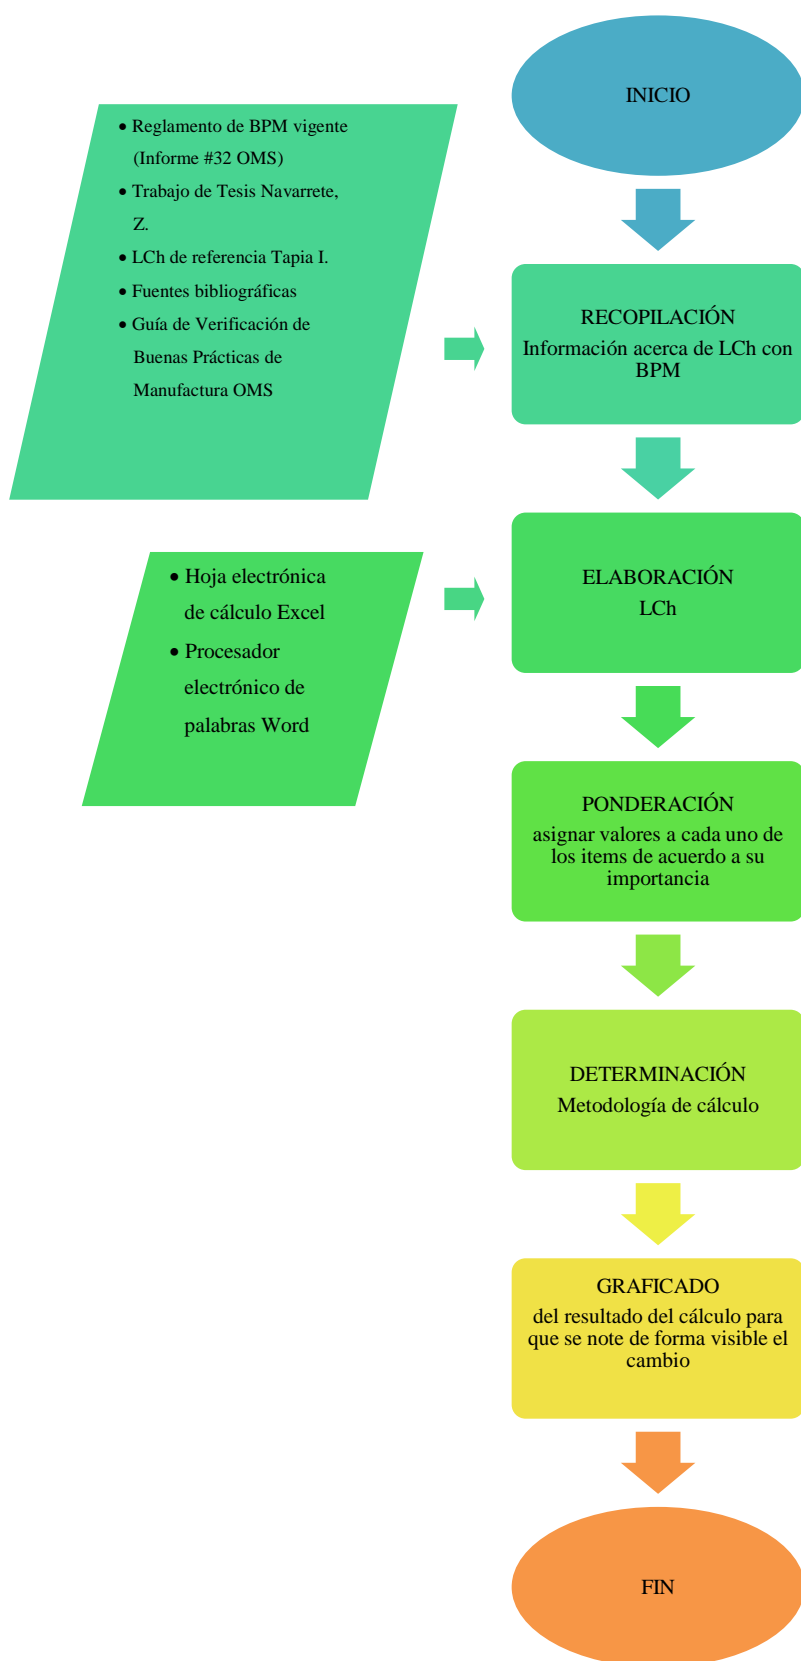 INICIO
• Reglamento de BPM vigente
(Informe #32 OMS)
• Trabajo de Tesis Navarrete,
Z.
• LCh de referencia Tapia I.
• Fuentes bibliográficas
• Guía de Verificación de
Buenas Prácticas de
Manufactura OMS
RECOPILACIÓN
Información acerca de LCh con
BPM
• Hoja electrónica
de cálculo Excel
• Procesador
electrónico de
palabras Word
ELABORACIÓN
LCh
PONDERACIÓN
asignar valores a cada uno de
los items de acuerdo a su
importancia
DETERMINACIÓN
Metodología de cálculo
GRAFICADO
del resultado del cálculo para
que se note de forma visible el
cambio
FIN